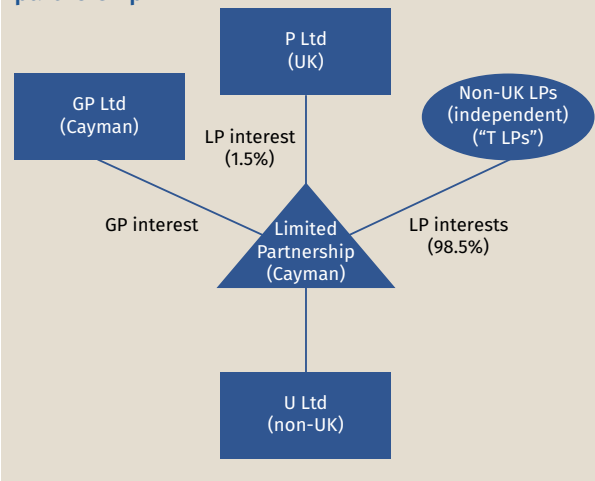 P Ltd
(UK)
GP Ltd
(Cayman)
Non-UK LPs
(independent)
(“T LPs”)
LP interest
(1.5%)
GP interest
LP interests
(98.5%)
Limited
Partnership
(Cayman)
U Ltd
(non-UK)